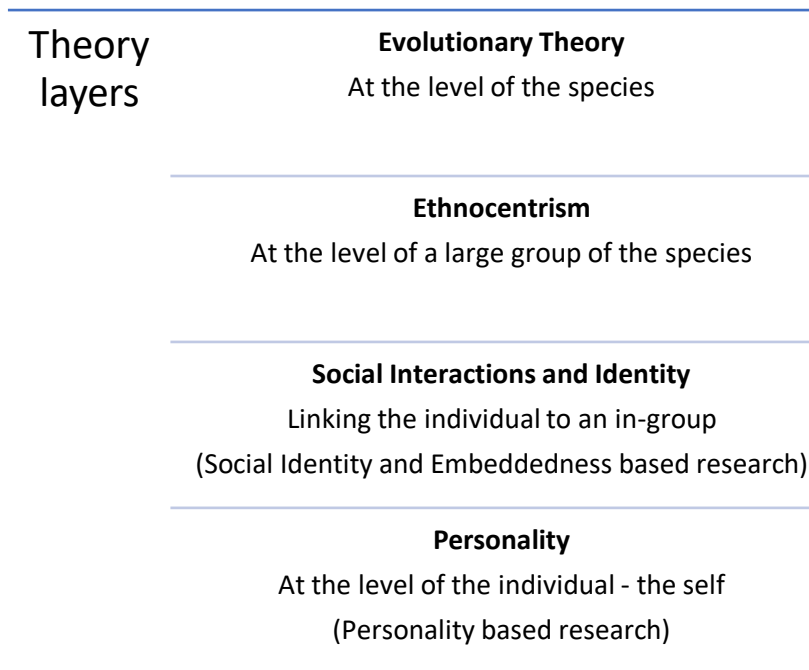 Theory
layers
Evolutionary Theory
At the level of the species
Ethnocentrism
At the level of a large group of the species
Social Interactions and Identity
Linking the individual to an in-group
(Social Identity and Embeddedness based research)
Personality
At the level of the individual - the self
(Personality based research)